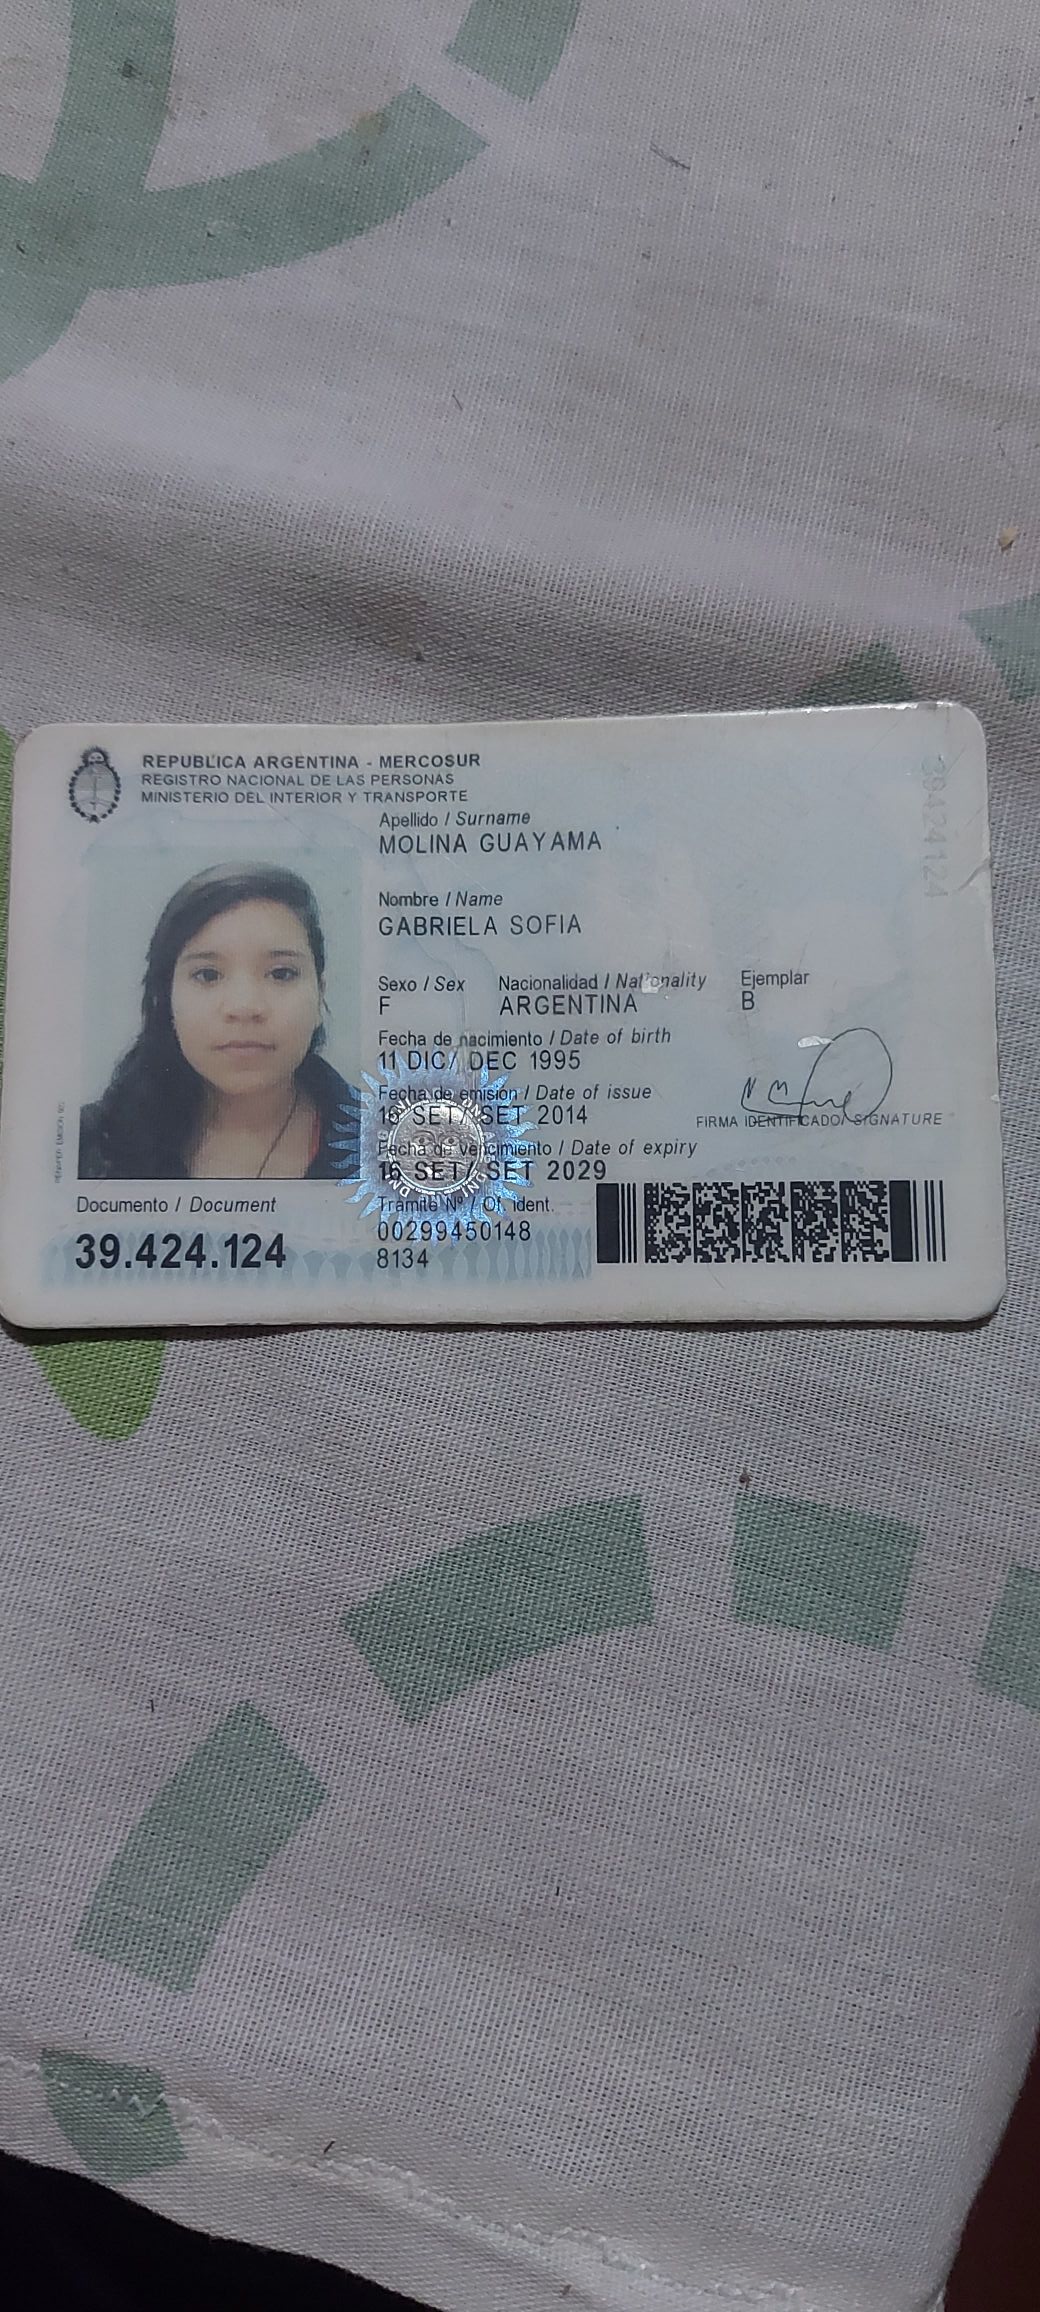 REPUBLICA ARGENTINA - MERCOSUR
REGISTRO NACIONAL DE LAS PERSONAS
MINISTERIO DEL INTERIOR Y TRANSPORTE
Apellido / Surname
MOLINA GUAYAMA
Nombre / Name
GABRIELA SOFIA
Sexo / Sex Nacionalidad / Nationality Ejemplar
F ARGENTINA B
Fecha de nacimiento / Date of birth
11 DIC/ DEC 1995
Fecha de emisión / Date of issue
16 SET/ SET 2014
FIRMA IDENTIFICADO/ SIGNATURE
Fecha de vencimiento / Date of expiry
16 SET/ SET 2029
Documento / Document
39.424.124
Trámite Nº / Of. ident.
00299450148
8134
39424124